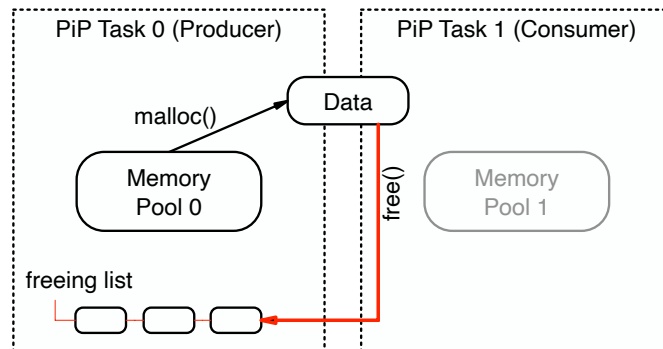 PiP Task 0 (Producer)
PiP Task 1 (Consumer)
Data
malloc()
free()
Memory
Pool 0
Memory
Pool 1
freeing list